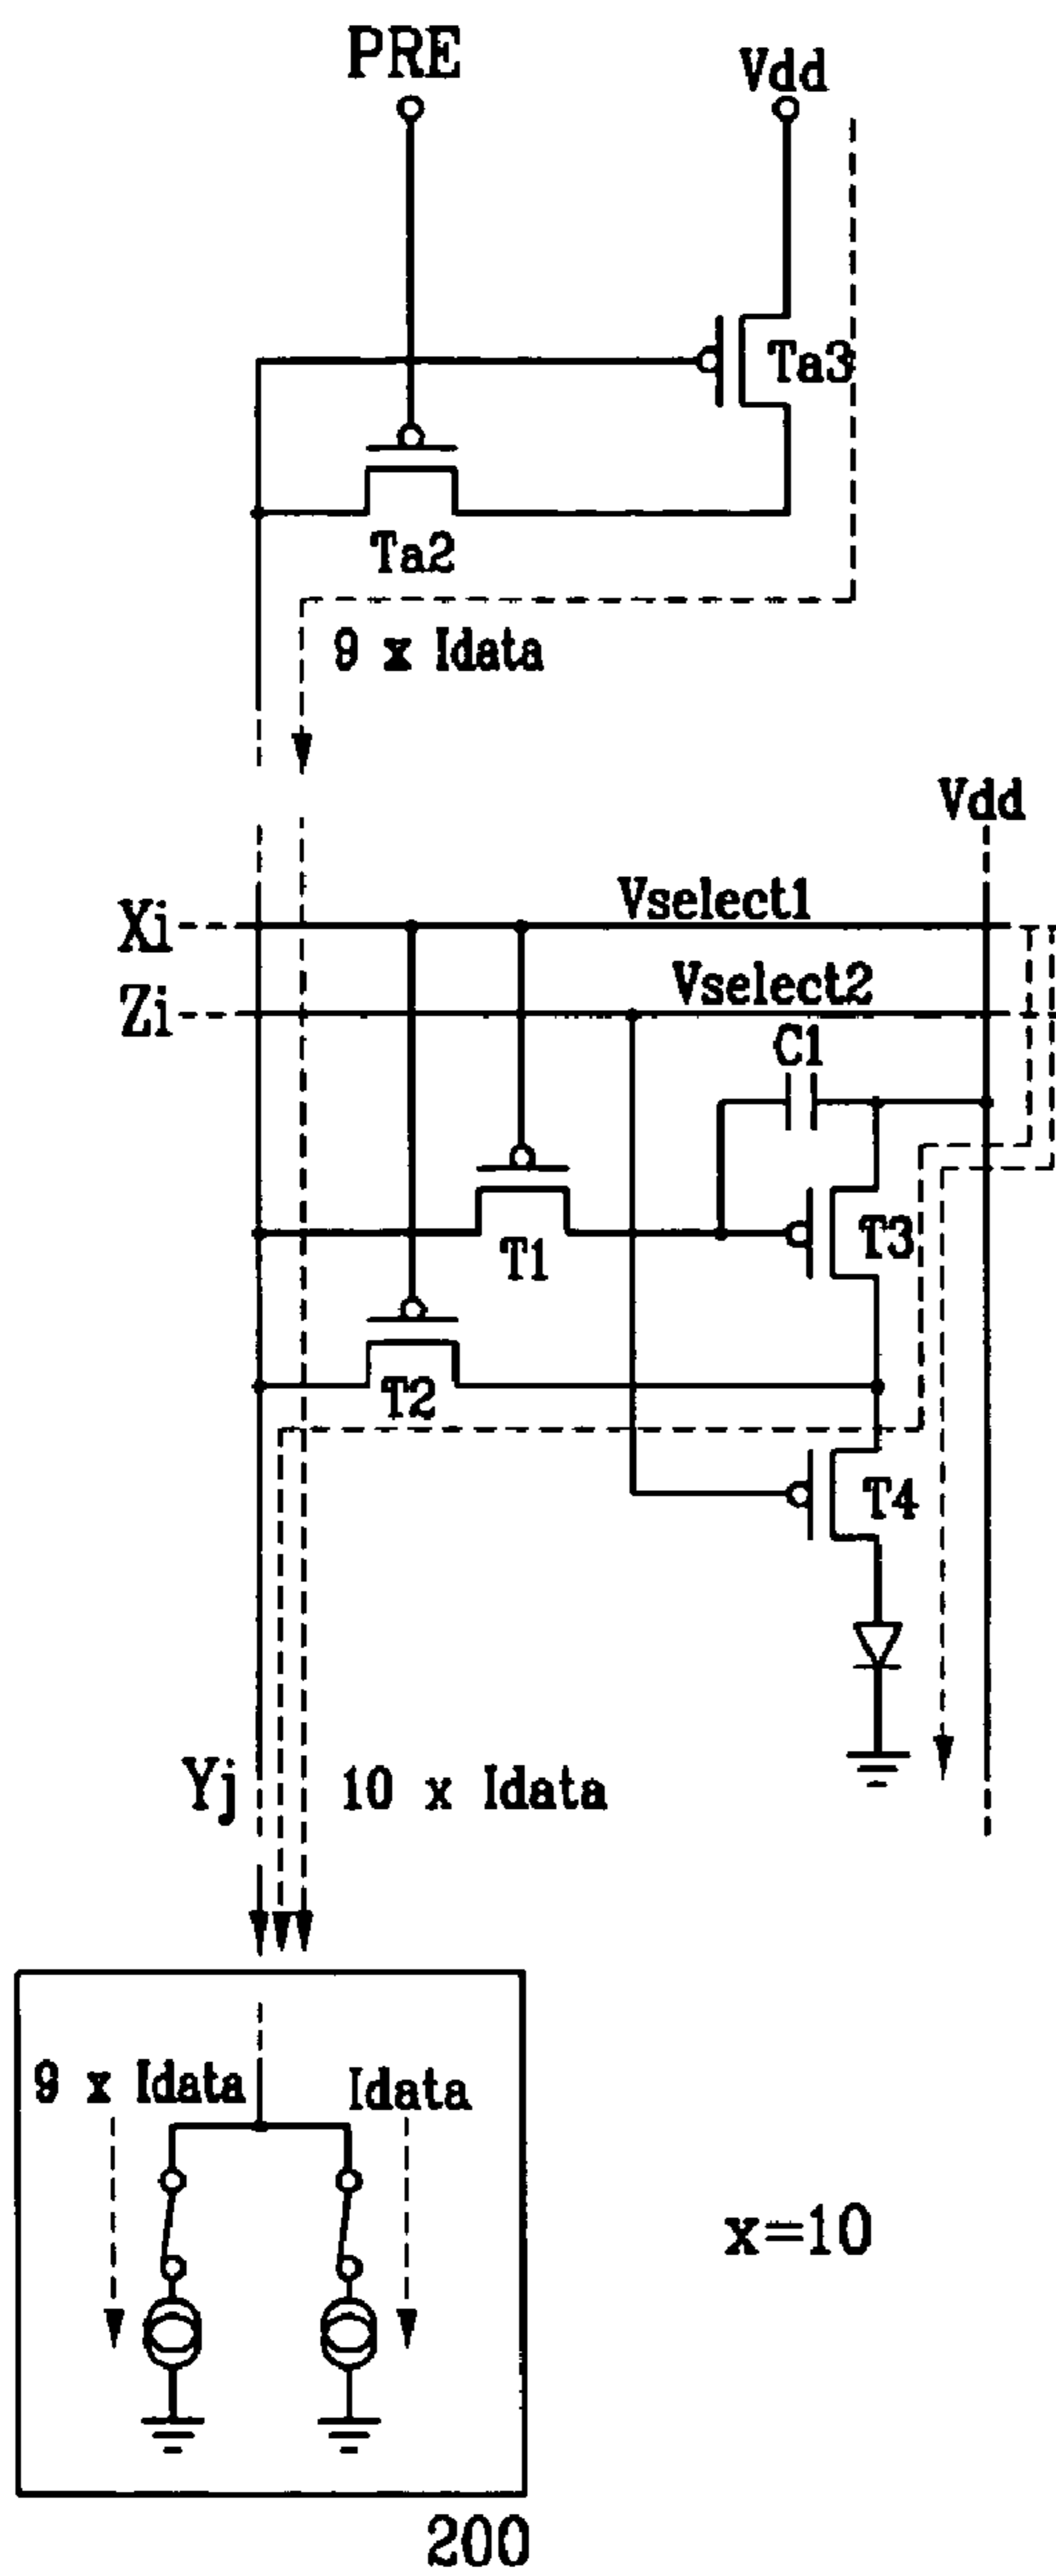 PRE
Vdd
Ta3
Ta2
9 x Idata
Vdd
Xi
Vselect1
Zi
Vselect2
C1
T1
T3
T2
T4
Yj
10 x Idata
9 x Idata
Idata
x=10
200